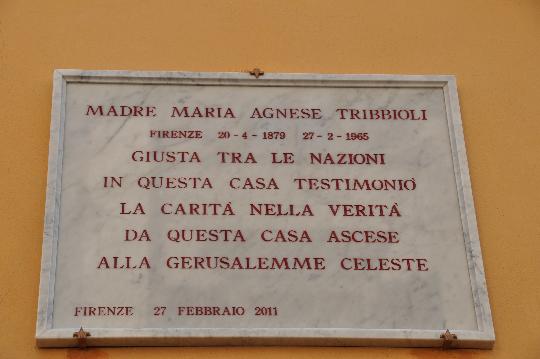 MADRE MARIA AGNESE TRIBBIOLI
FIRENZE 20-4-1879 27-2-1965
GIUSTA TRA LE NAZIONI
IN QUESTA CASA TESTIMONIÒ
LA CARITÀ NELLA VERITÀ
DA QUESTA CASA ASCESE
ALLA GERUSALEMME CELESTE
FIRENZE 27 FEBBRAIO 2011